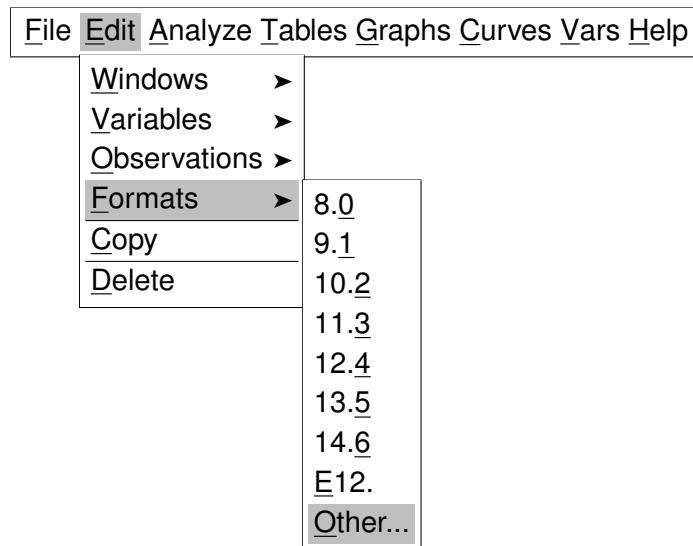 File Edit Analyze Tables Graphs Curves Vars Help
Windows ➤
Variables ➤
Observations ➤
Formats ➤
Copy
Delete
8.0
9.1
10.2
11.3
12.4
13.5
14.6
E12.
Other...